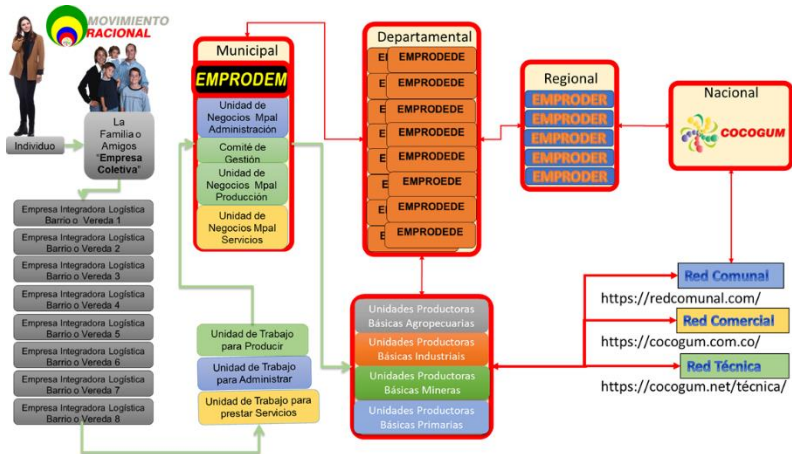 MOVIMIENTO
RACIONAL
Individuo
La
Familia o
Amigos
"Empresa
Coletiva"
Empresa Integradora Logística
Barrio o Vereda 1
Empresa Integradora Logística
Barrio o Vereda 2
Empresa Integradora Logística
Barrio o Vereda 3
Empresa Integradora Logística
Barrio o Vereda 4
Empresa Integradora Logística
Barrio o Vereda 5
Empresa Integradora Logística
Barrio o Vereda 6
Empresa Integradora Logística
Barrio o Vereda 7
Empresa Integradora Logística
Barrio o Vereda 8
Municipal
EMPRODEM
Unidad de
Negocios Mpal
Administración
Comité de
Gestión
Unidad de
Negocios Mpal
Producción
Unidad de
Negocios Mpal
Servicios
Unidad de Trabajo
para Producir
Unidad de Trabajo
para Administrar
Unidad de Trabajo para
prestar Servicios
Departamental
EMPRODEDE
EMPRODEDE
EMPRODEDE
EMPRODEDE
EMPRODEDE
EMPROEDE
EMPRODEDE
EMPRODEDE
Unidades Productoras
Básicas Agropecuarias
Unidades Productoras
Básicas Industriais
Unidades Productoras
Básicas Mineras
Unidades Productoras
Básicas Primarias
Regional
EMPRODER
EMPRODER
EMPRODER
EMPRODER
EMPRODER
Nacional
COCOGUM
Red Comunal
https://redcomunal.com/
Red Comercial
https://cocogum.com.co/
Red Técnica
https://cocogum.net/técnica/